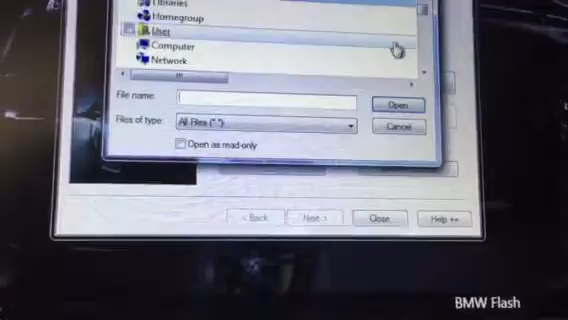 Libraries
Homegroup
User
Computer
Network
File name:
Open
Files of type:
All Files (*.*)
Cancel
Open as read-only
< Back
Next >
Close
Help
BMW Flash